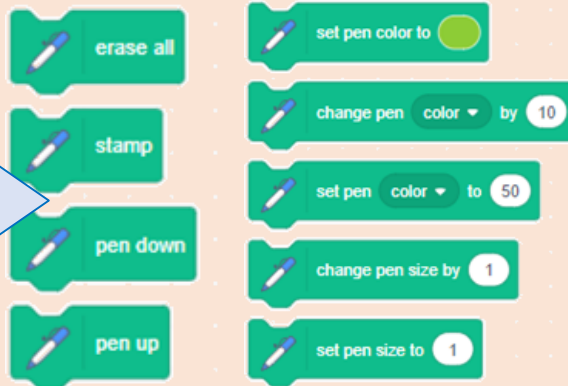 erase all
stamp
pen down
pen up
set pen color to
change pen color by 10
set pen color to 50
change pen size by 1
set pen size to 1